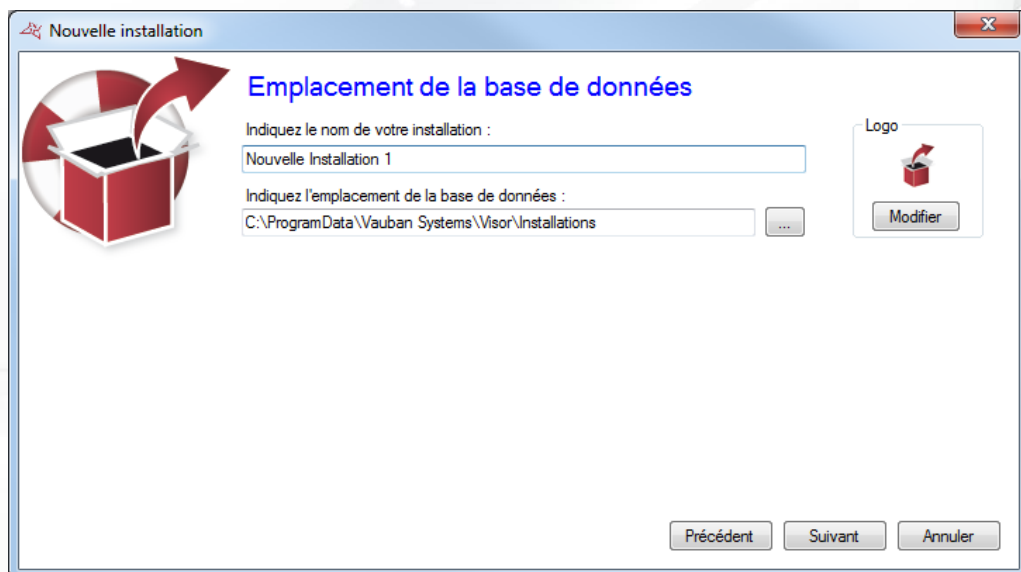 Nouvelle installation
Emplacement de la base de données
Indiquez le nom de votre installation :
Nouvelle Installation 1
Indiquez l'emplacement de la base de données :
C:\ProgramData\Vauban Systems\Visor\Installations
...
Logo
Modifier
Précédent
Suivant
Annuler